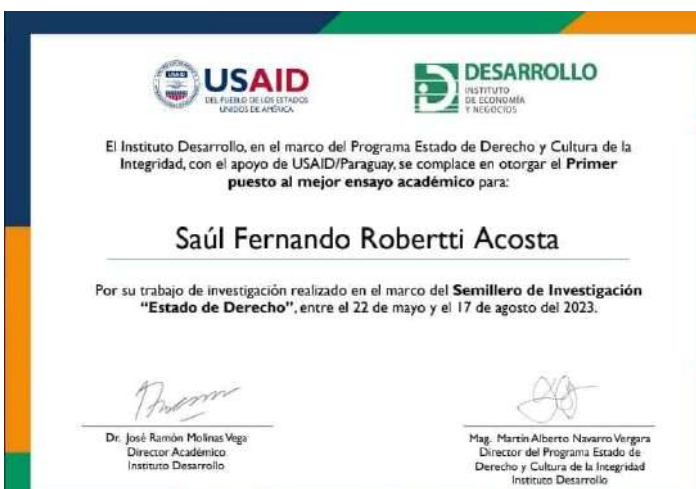 USAID
USAID
DEL PUEBLO DE LOS ESTADOS
UNIDOS DE AMÉRICA
DESARROLLO
INSTITUTO
DE ECONOMÍA
Y NEGOCIOS
El Instituto Desarrollo, en el marco del Programa Estado de Derecho y Cultura de la
Integridad, con el apoyo de USAID/Paraguay, se complace en otorgar el Primer
puesto al mejor ensayo académico para:
Saúl Fernando Robertti Acosta
Por su trabajo de investigación realizado en el marco del Semillero de Investigación
“Estado de Derecho”, entre el 22 de mayo y el 17 de agosto del 2023.
Dr. José Ramón Molinas Vega
Director Académico
Instituto Desarrollo
Mag. Martín Alberto Navarro Vergara
Director del Programa Estado de
Derecho y Cultura de la Integridad
Instituto Desarrollo